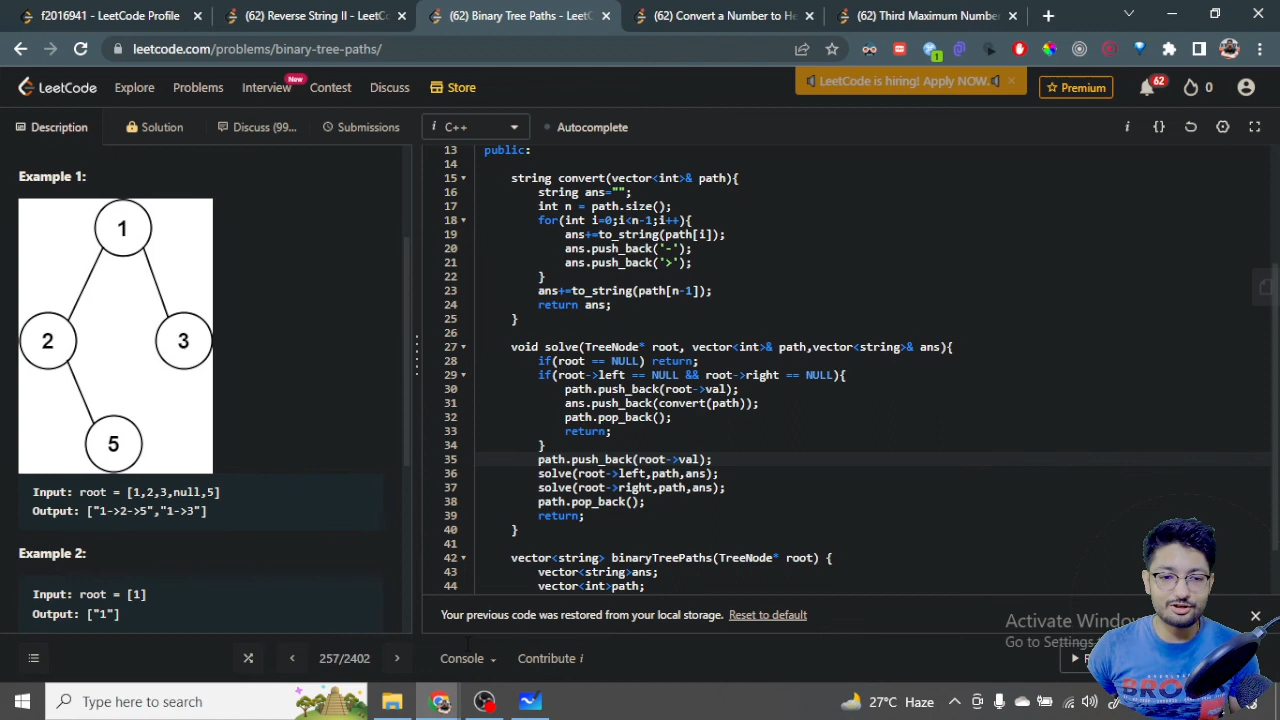 f2016941 - LeetCode Profile
(62) Reverse String II - LeetC
(62) Binary Tree Paths - LeetC
(62) Convert a Number to He
(62) Third Maximum Number
leetcode.com/problems/binary-tree-paths/
1
LeetCode
Explore
Problems
Interview
New
Contest
Discuss
Store
LeetCode is hiring! Apply NOW.
Premium
62
0
Description
Solution
Discuss (99...
Submissions
i C++
Autocomplete
Example 1:
1
2
3
5
Input: root = [1,2,3,null,5]
Output: ["1->2->5","1->3"]
Example 2:
Input: root = [1]
Output: ["1"]
13 public:
14
15 string convert(vector<int>& path){
16 string ans="";
17 int n = path.size();
18 for(int i=0;i<n-1;i++){
19 ans+=to_string(path[i]);
20 ans.push_back('-');
21 ans.push_back('>');
22 }
23 ans+=to_string(path[n-1]);
24 return ans;
25 }
26
27 void solve(TreeNode* root, vector<int>& path,vector<string>& ans){
28 if(root == NULL) return;
29 if(root->left == NULL && root->right == NULL){
30 path.push_back(root->val);
31 ans.push_back(convert(path));
32 path.pop_back();
33 return;
34 }
35 path.push_back(root->val);
36 solve(root->left,path,ans);
37 solve(root->right,path,ans);
38 path.pop_back();
39 return;
40 }
41
42 vector<string> binaryTreePaths(TreeNode* root) {
43 vector<string>ans;
44 vector<int>path;
Your previous code was restored from your local storage. Reset to default
Activate Window
Go to Settings
257/2402
Console
Contribute i
Type here to search
27°C Haze